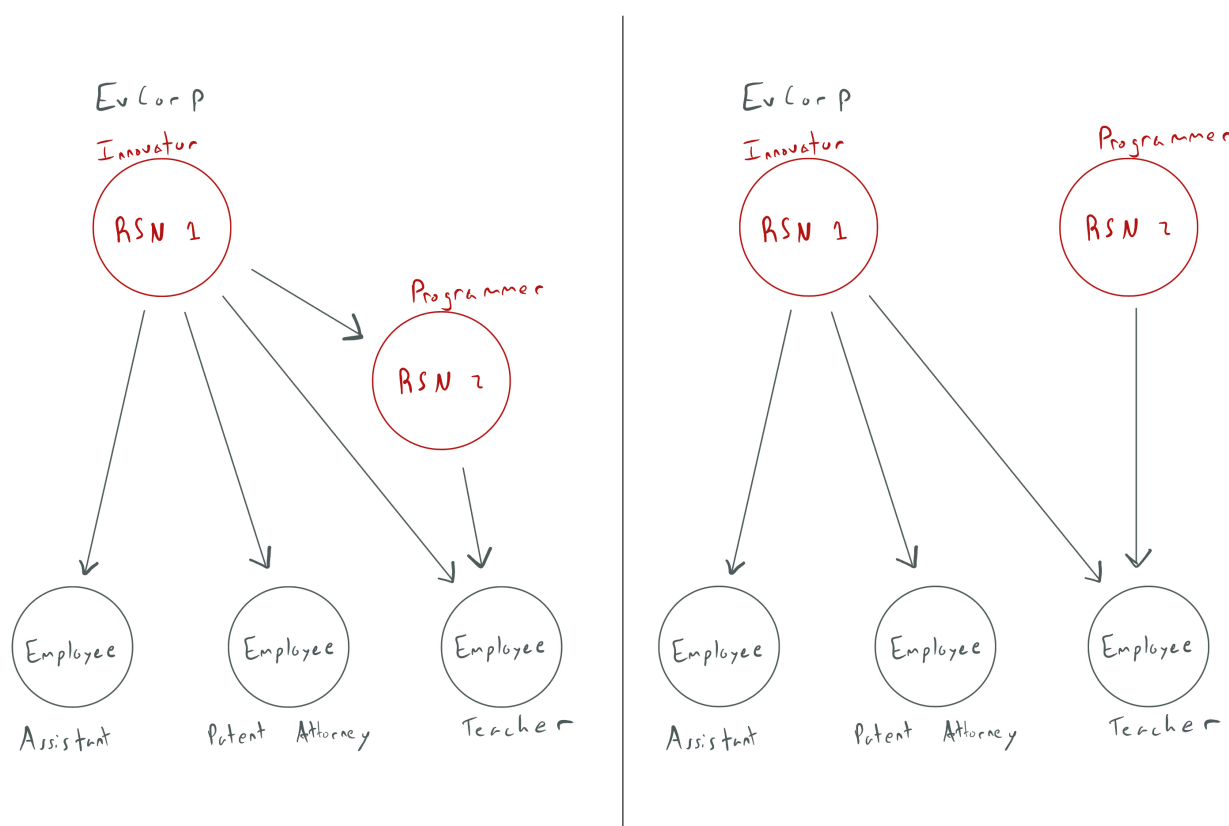 EvCorp
Innovator
RSN 1
Programmer
RSN 2
Employee
Employee
Employee
Assistant
Patent Attorney
Teacher
EvCorp
Innovator
RSN 1
Programmer
RSN 2
Employee
Employee
Employee
Assistant
Patent Attorney
Teacher